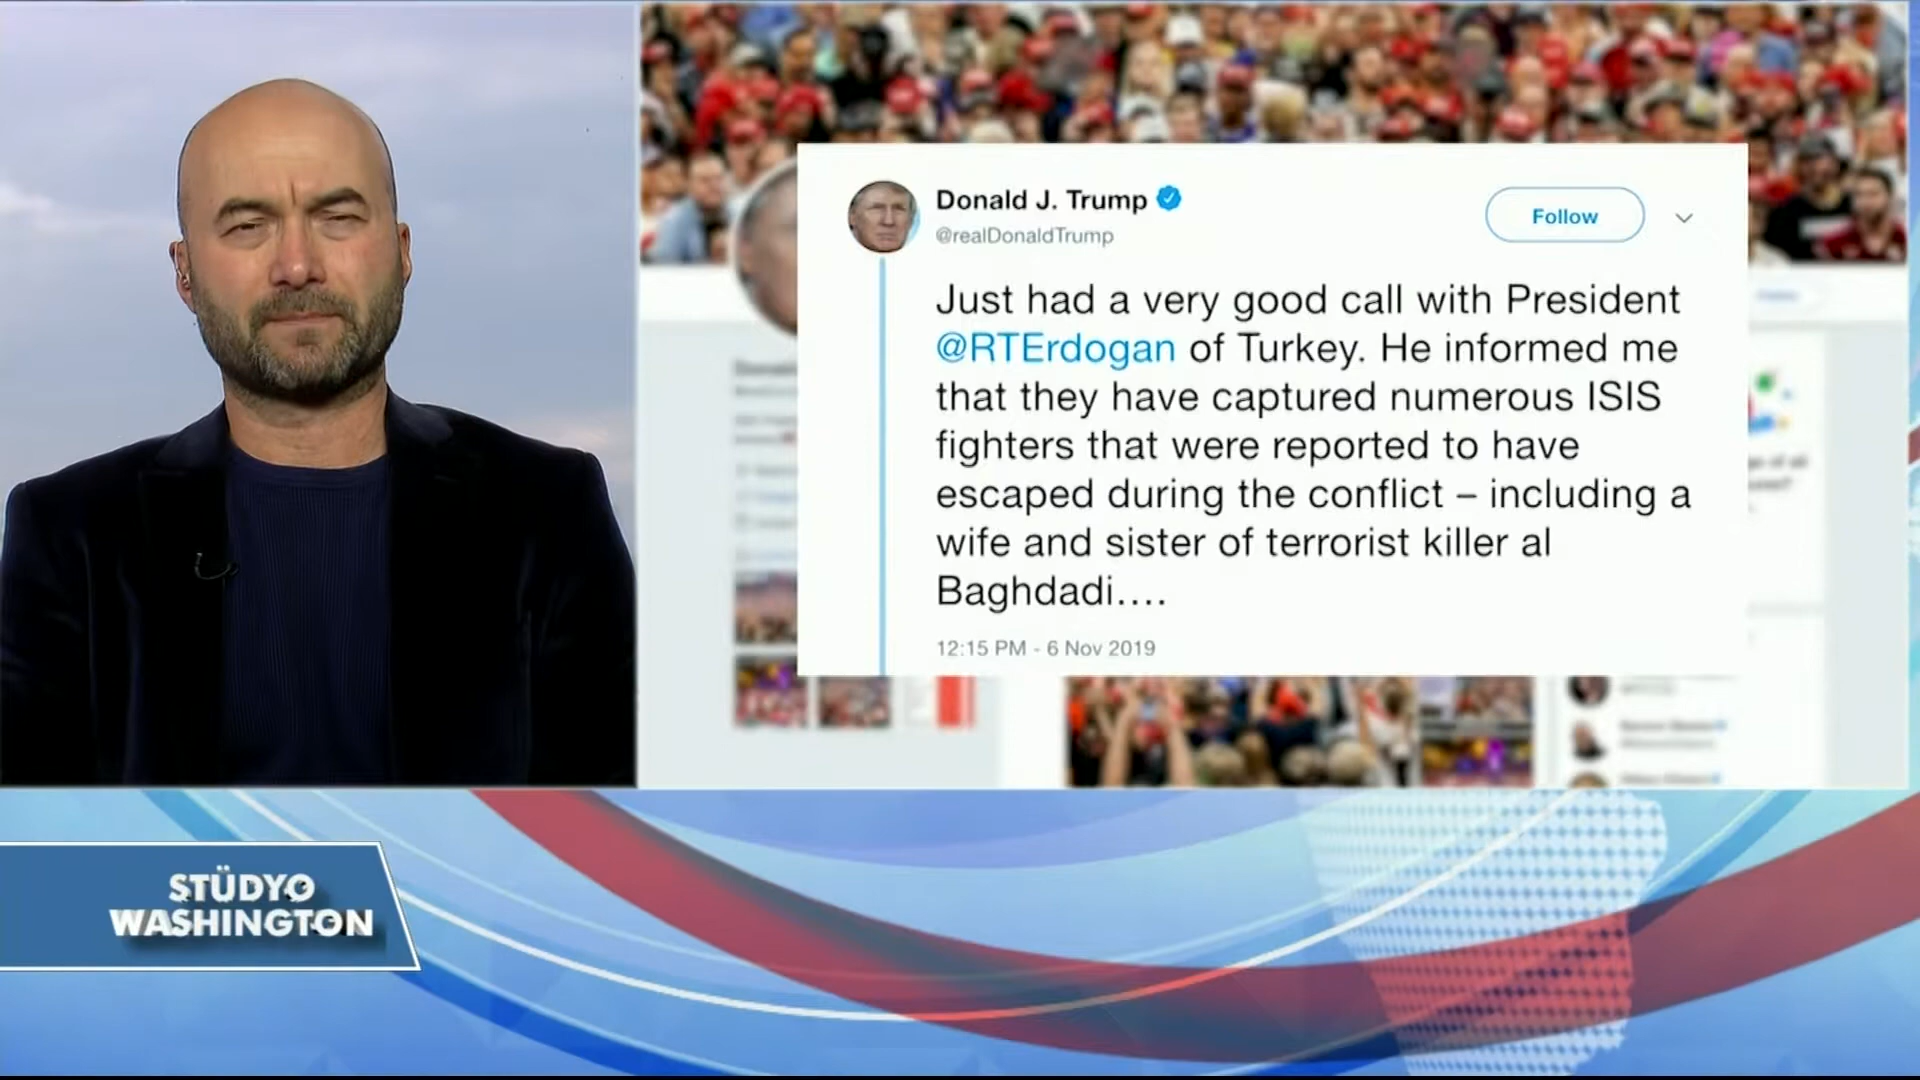 Donald J. Trump
@realDonaldTrump
Follow
Just had a very good call with President
@RTErdogan of Turkey. He informed me
that they have captured numerous ISIS
fighters that were reported to have
escaped during the conflict – including a
wife and sister of terrorist killer al
Baghdadi....
12:15 PM - 6 Nov 2019
STÜDYO
WASHINGTON